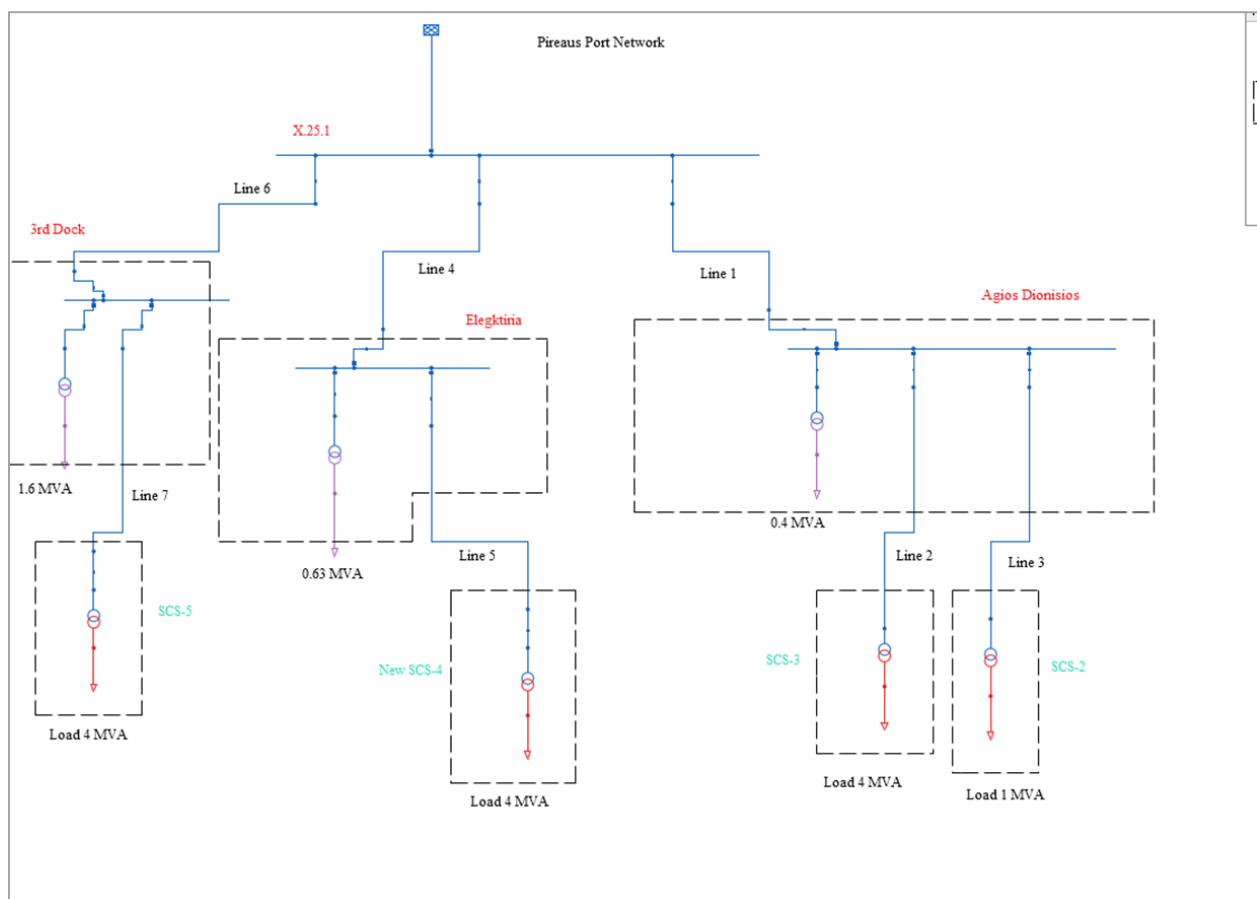 Pireaus Port Network
X.25.1
Line 6
3rd Dock
Line 4
Line 1
Agios Dionisios
Elegktiria
1.6 MVA
Line 7
0.63 MVA
Line 5
0.4 MVA
Line 2
Line 3
SCS-5
New SCS-4
SCS-3
SCS-2
Load 4 MVA
Load 4 MVA
Load 4 MVA
Load 1 MVA